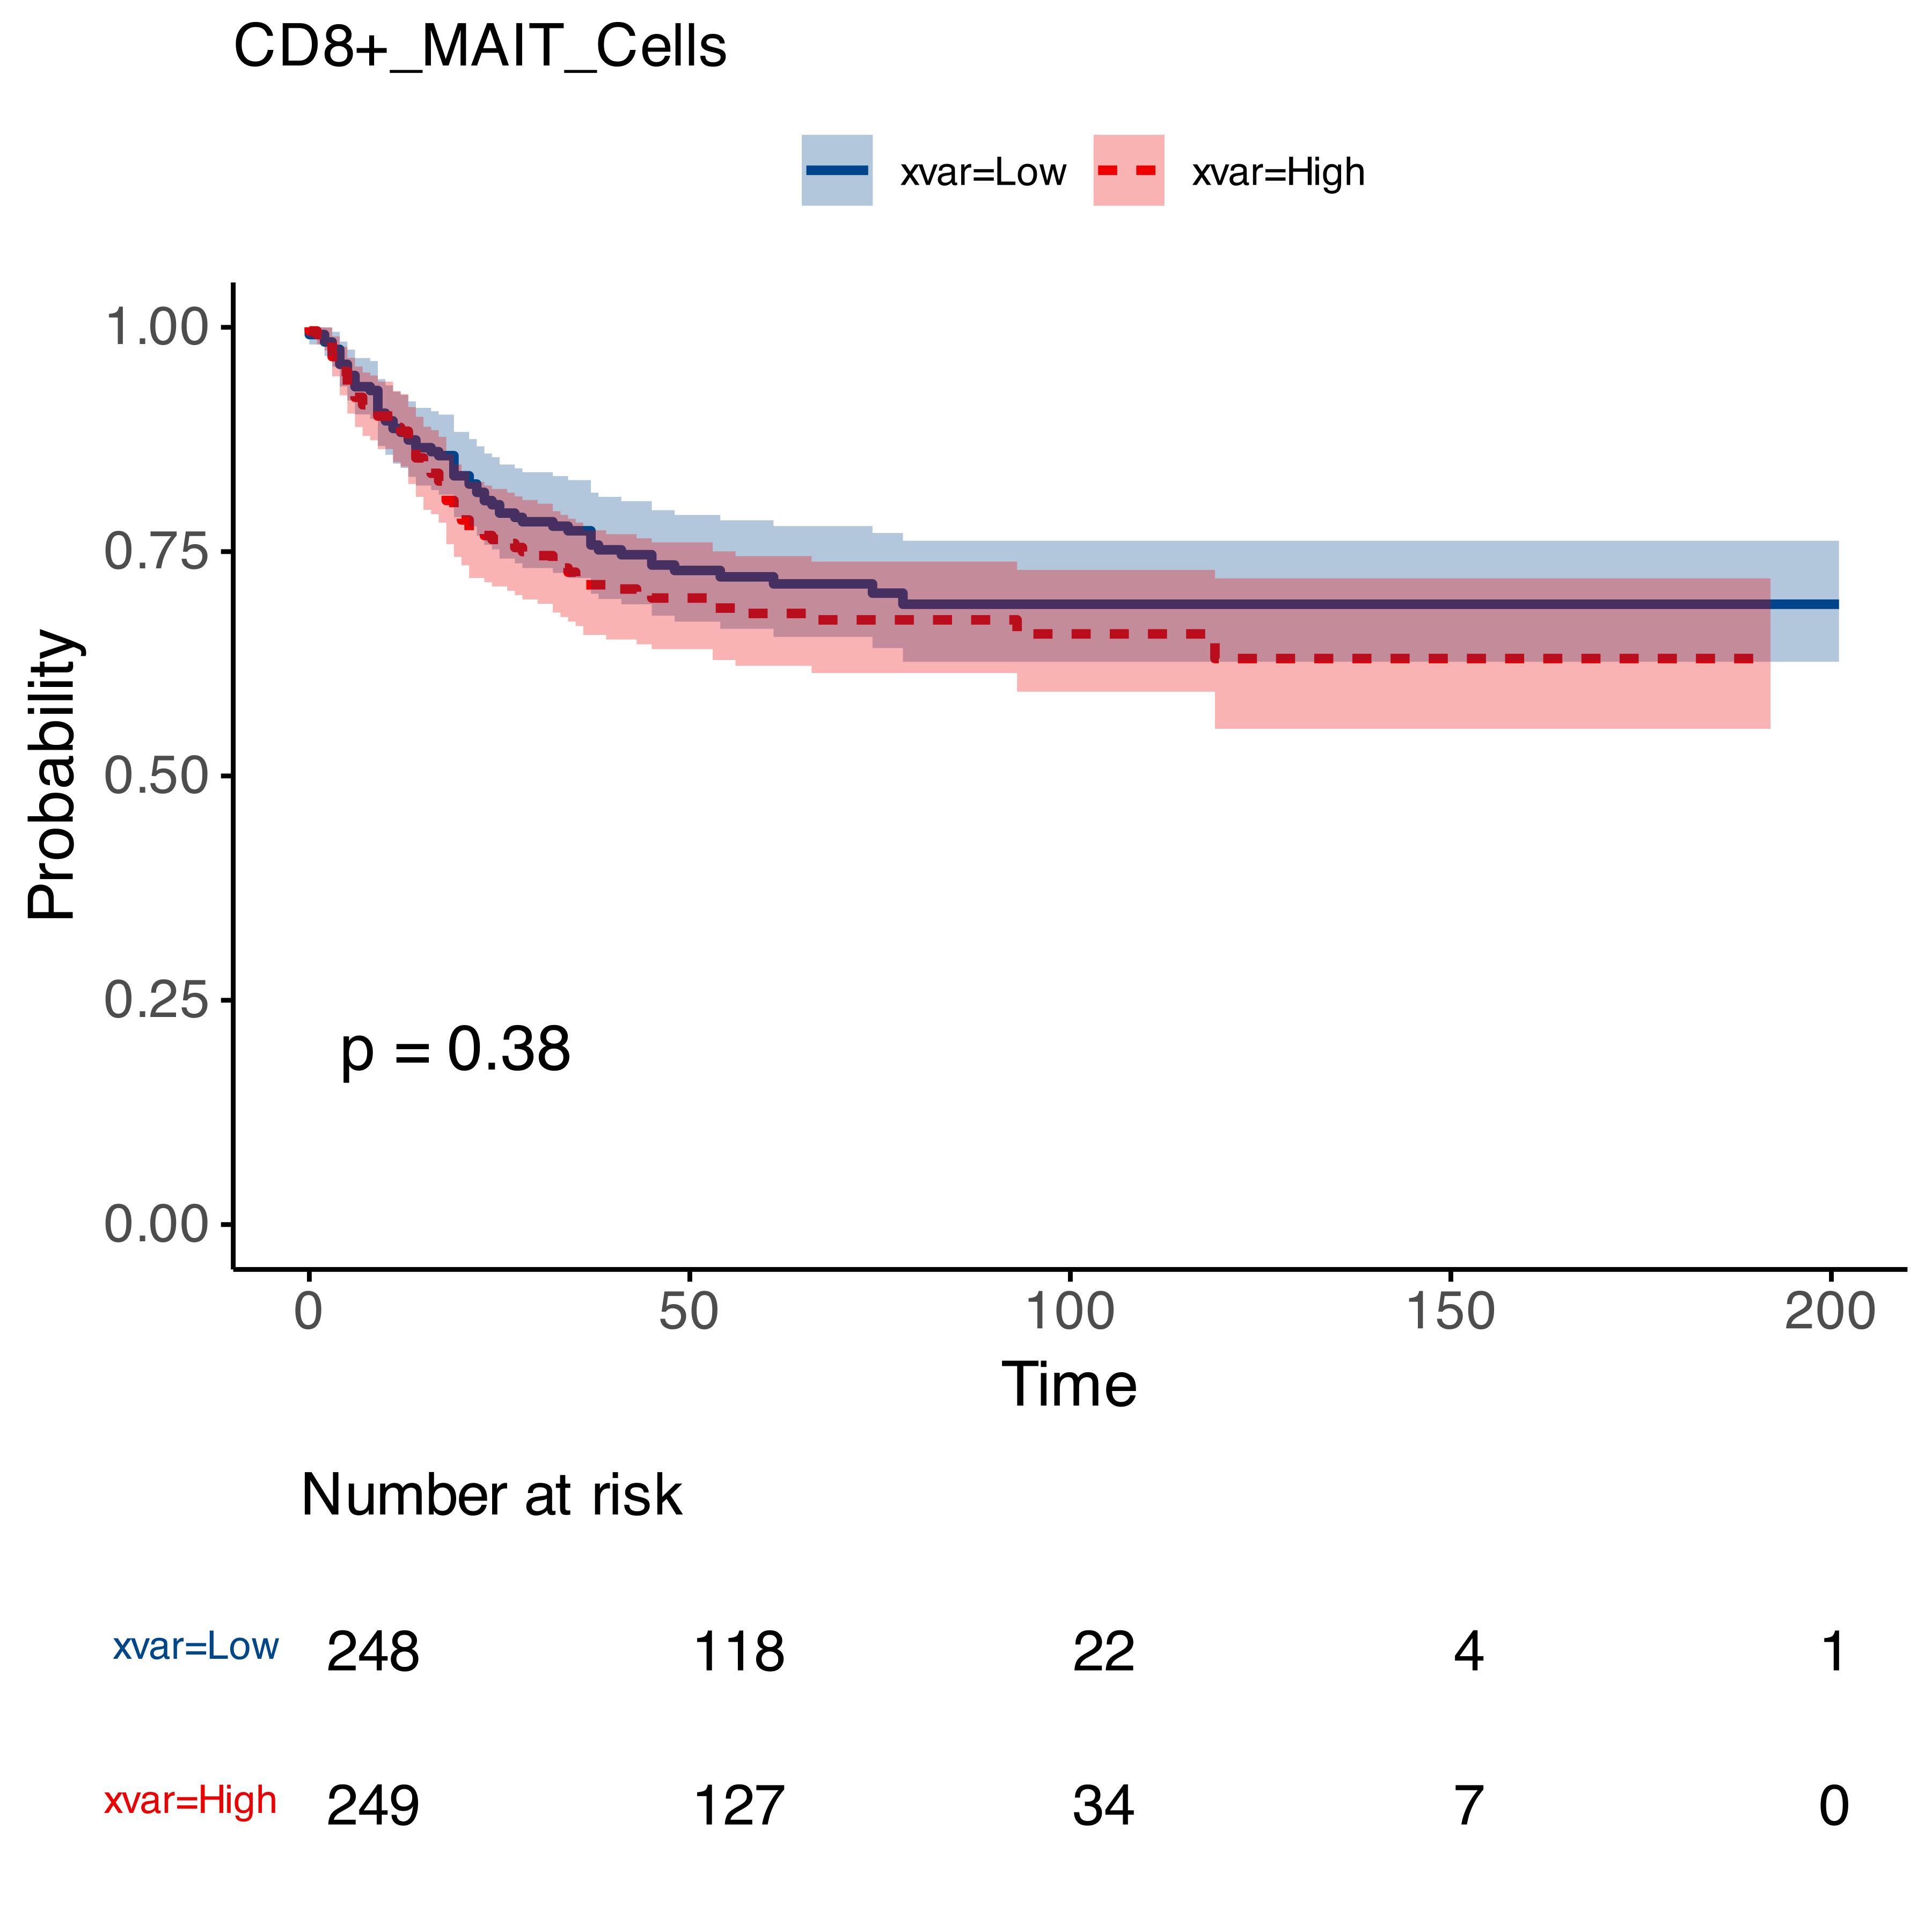 CD8+_MAIT_Cells
xvar=Low xvar=High
1.00
0.75
0.50
0.25
0.00
Probability
p = 0.38
0 50 100 150 200
Time
Number at risk
xvar=Low 248 118 22 4 1
xvar=High 249 127 34 7 0